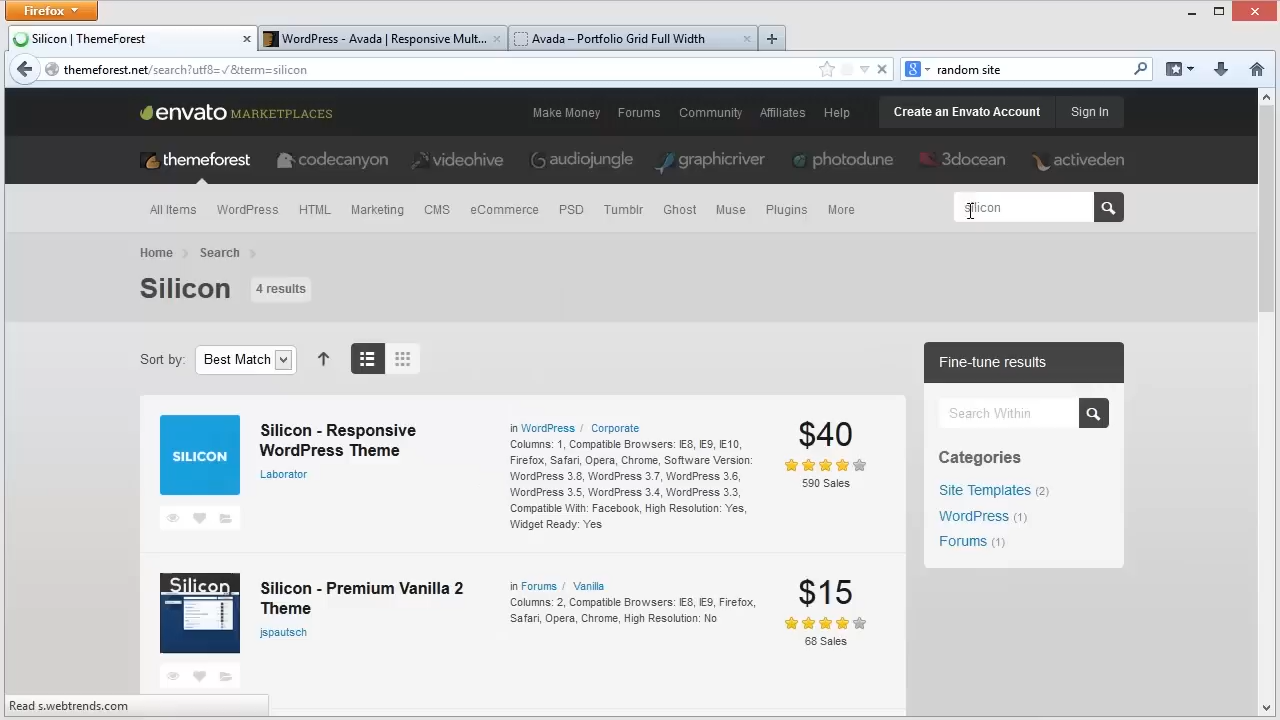 Firefox
Silicon | ThemeForest
WordPress - Avada | Responsive Mult...
Avada – Portfolio Grid Full Width
themeforest.net/search?utf8=✓&term=silicon
random site
envato MARKETPLACES
Make Money
Forums
Community
Affiliates
Help
Create an Envato Account
Sign In
themeforest
codecanyon
videohive
audiojungle
graphicriver
photodune
3docean
activeden
All Items
WordPress
HTML
Marketing
CMS
eCommerce
PSD
Tumblr
Ghost
Muse
Plugins
More
silicon
Home
Search
Silicon
4 results
Sort by:
Best Match
Fine-tune results
Search Within
Categories
Site Templates (2)
WordPress (1)
Forums (1)
SILICON
Silicon - Responsive
WordPress Theme
Laborator
in WordPress / Corporate
Columns: 1, Compatible Browsers: IE8, IE9, IE10,
Firefox, Safari, Opera, Chrome, Software Version:
WordPress 3.8, WordPress 3.7, WordPress 3.6,
WordPress 3.5, WordPress 3.4, WordPress 3.3,
Compatible With: Facebook, High Resolution: Yes,
Widget Ready: Yes
$40
590 Sales
Silicon
Silicon - Premium Vanilla 2
Theme
jspautsch
in Forums / Vanilla
Columns: 2, Compatible Browsers: IE8, IE9, Firefox,
Safari, Opera, Chrome, High Resolution: No
$15
68 Sales
Read s.webtrends.com